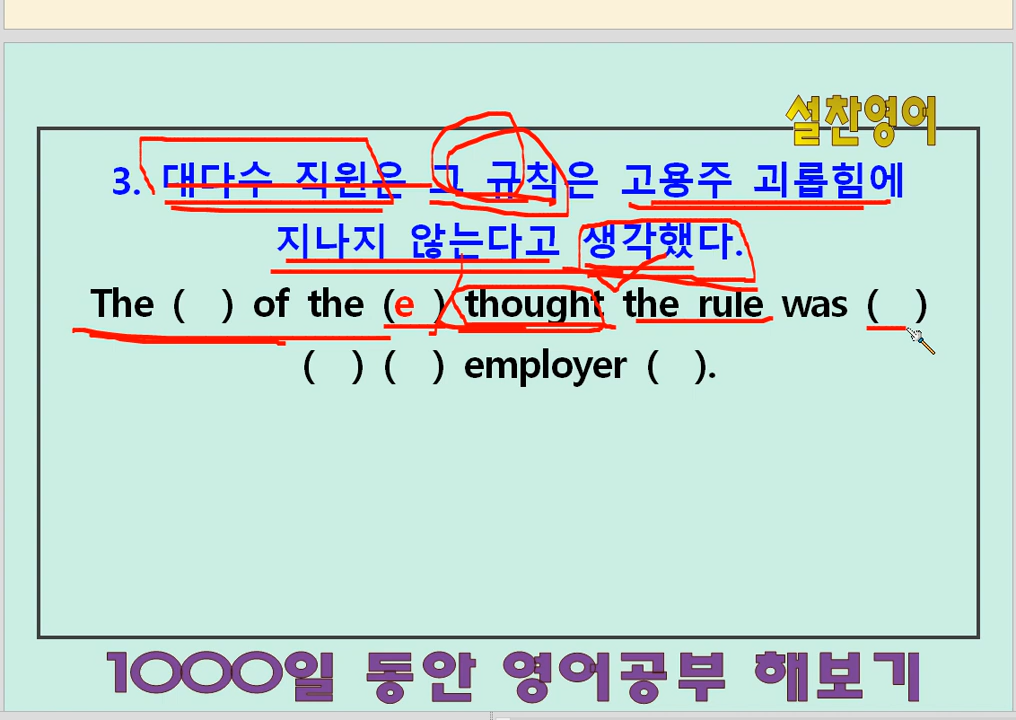 설찬영어
3. 대다수 직원은 그 규칙은 고용주 괴롭힘에
지나지 않는다고 생각했다.
The ( ) of the (e ) thought the rule was ( )
( ) ( ) employer ( ).
1000일 동안 영어공부 해보기